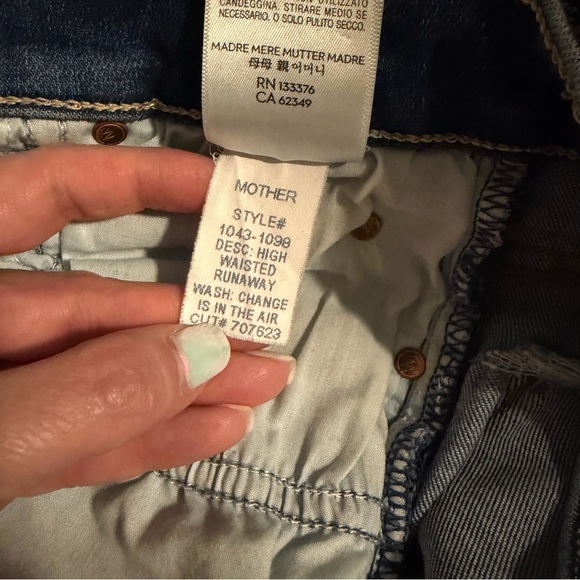 CANDEGGINA. STIRARE MEDIO SE
NECESSARIO. O SOLO PULITO SECCO.
MADRE MERE MUTTER MADRE
母母 親 어머니
RN 133376
CA 62349
MOTHER
STYLE#
1043-1098
DESC: HIGH
WAISTED
RUNAWAY
WASH: CHANGE
IS IN THE AIR
CUT# 707623